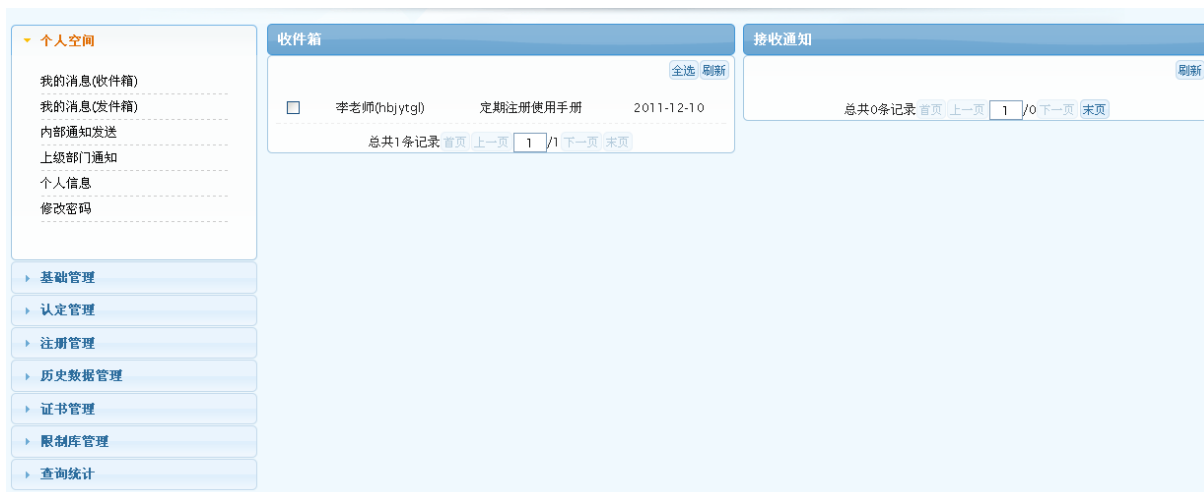 个人空间
我的消息(收件箱)
我的消息(发件箱)
内部通知发送
上级部门通知
个人信息
修改密码
基础管理
认定管理
注册管理
历史数据管理
证书管理
限制库管理
查询统计
收件箱
全选 刷新
李老师(hbjytgl) 定期注册使用手册 2011-12-10
总共1条记录 首页 上一页 1 /1 下一页 末页
接收通知
刷新
总共0条记录 首页 上一页 1 /0 下一页 末页